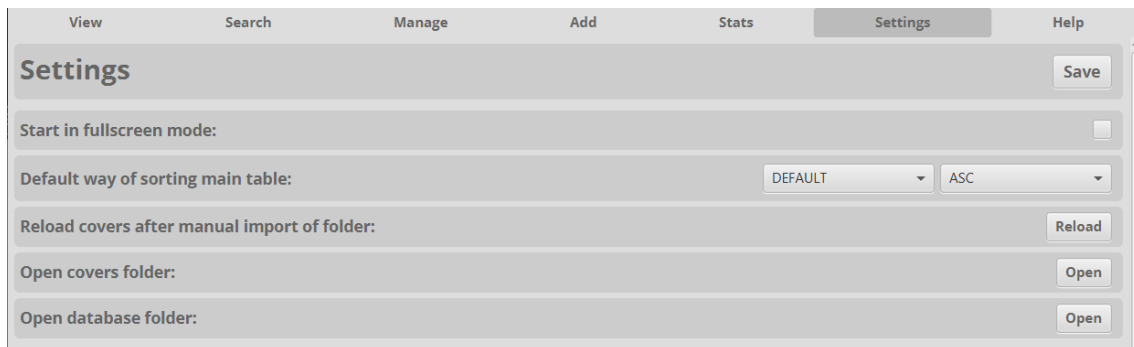 View Search Manage Add Stats Settings Help
Settings Save
Start in fullscreen mode:
Default way of sorting main table: DEFAULT ASC
Reload covers after manual import of folder: Reload
Open covers folder: Open
Open database folder: Open